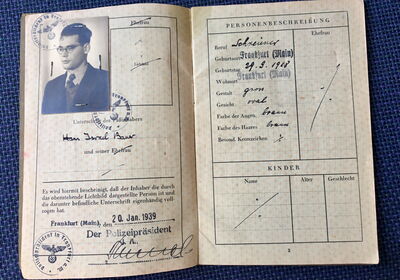 Ehefrau
Unterschrift des Paßinhabers
Hans Israel
und seiner Ehefrau
Es wird hiermit bescheinigt, daß der Inhaber die durch
das obenstehende Lichtbild dargestellte Person ist und
die darunter befindliche Unterschrift eigenhändig voll-
zogen hat.
Frankfurt (Main), den 20. Jan. 1939
Der Polizeipräsident
PERSONENBESCHREIBUNG
Ehefrau
Beruf Schreiner
Geburtsort Frankfurt (Main)
Geburtstag
Wohnort Frankfurt (Main)
Gestalt gross
Gesicht oval
Farbe der Augen braun
Farbe des Haares braun
Besond. Kennzeichen
KINDER
Name Alter Geschlecht
2